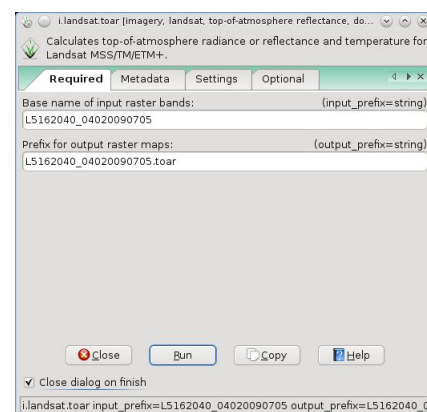 i.landsat.toar [imagery, landsat, top-of-atmosphere reflectance, do...
Calculates top-of-atmosphere radiance or reflectance and temperature for
Landsat MSS/TM/ETM+.
Required Metadata Settings Optional
Base name of input raster bands: (input_prefix=string)
L5162040_04020090705
Prefix for output raster maps: (output_prefix=string)
L5162040_04020090705.toar
Close Run Copy Help
Close dialog on finish
i.landsat.toar input_prefix=L5162040_04020090705 output_prefix=L5162040_0